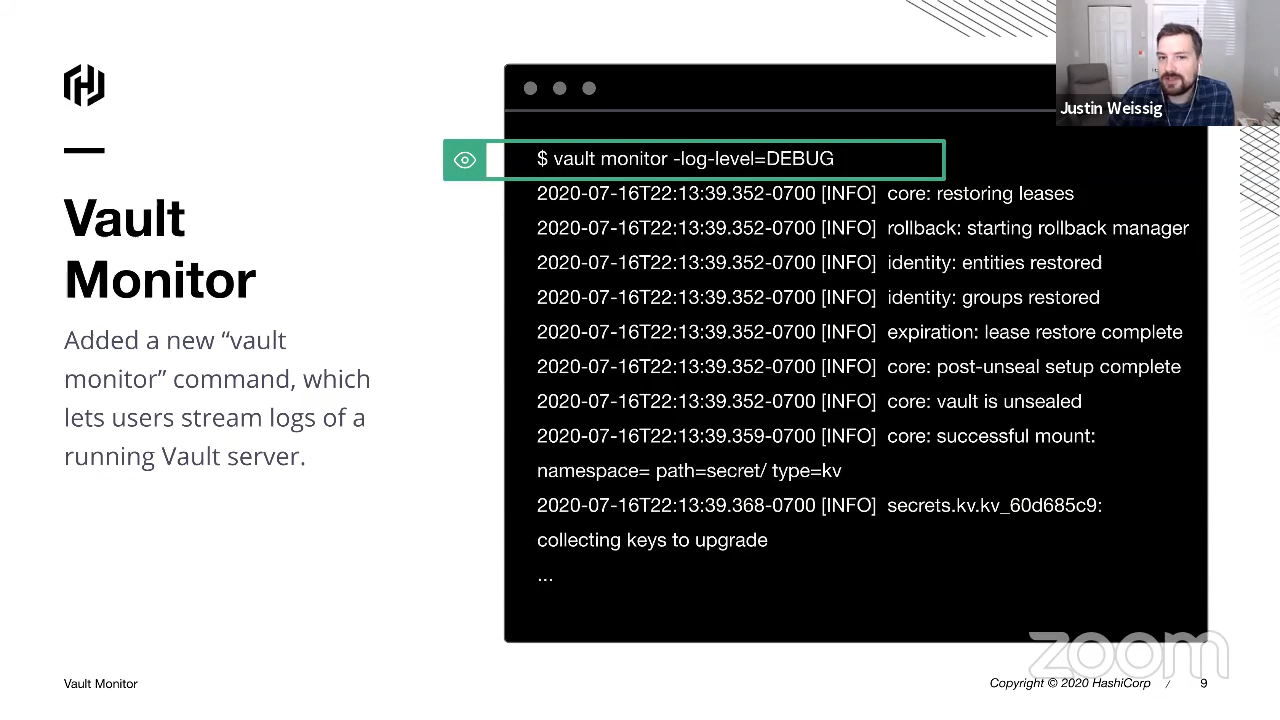 Vault
Monitor
Added a new “vault
monitor” command, which
lets users stream logs of a
running Vault server.
$ vault monitor -log-level=DEBUG
2020-07-16T22:13:39.352-0700 [INFO] core: restoring leases
2020-07-16T22:13:39.352-0700 [INFO] rollback: starting rollback manager
2020-07-16T22:13:39.352-0700 [INFO] identity: entities restored
2020-07-16T22:13:39.352-0700 [INFO] identity: groups restored
2020-07-16T22:13:39.352-0700 [INFO] expiration: lease restore complete
2020-07-16T22:13:39.352-0700 [INFO] core: post-unseal setup complete
2020-07-16T22:13:39.352-0700 [INFO] core: vault is unsealed
2020-07-16T22:13:39.359-0700 [INFO] core: successful mount:
namespace= path=secret/ type=kv
2020-07-16T22:13:39.368-0700 [INFO] secrets.kv.kv_60d685c9:
collecting keys to upgrade
...
Justin Weissig
zoom
Vault Monitor
Copyright © 2020 HashiCorp / 9